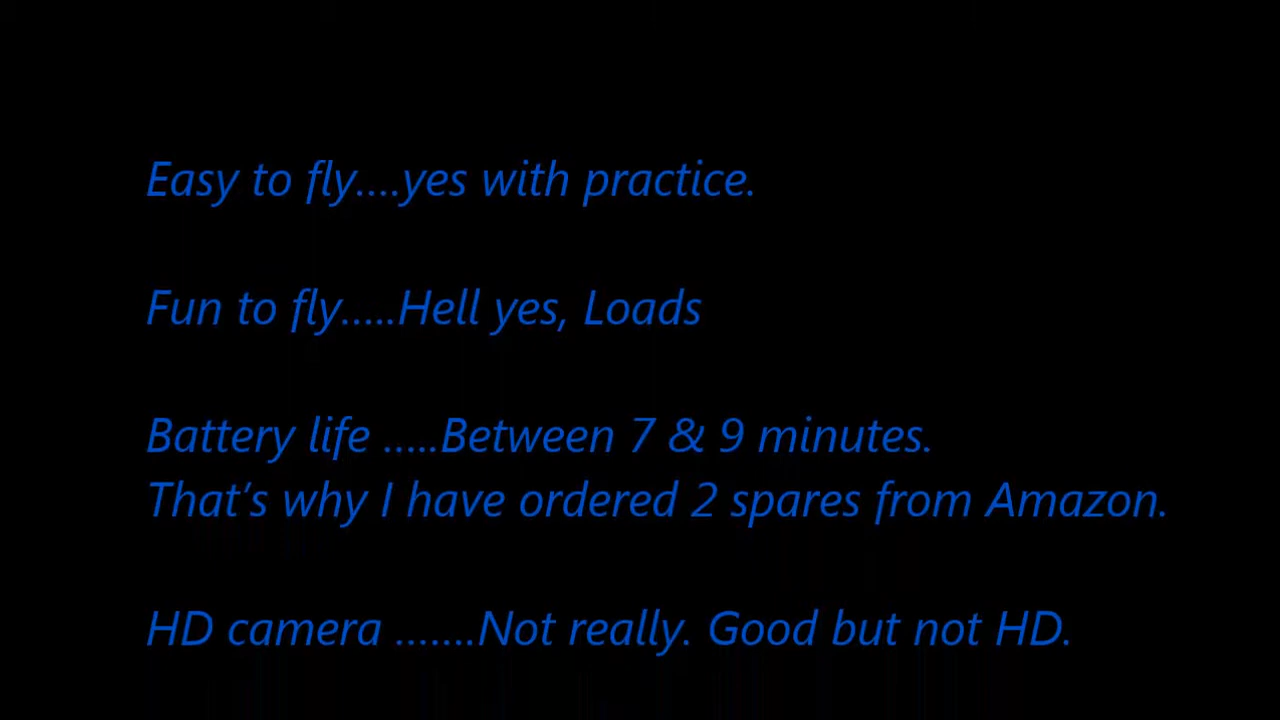 Easy to fly....yes with practice.
Fun to fly.....Hell yes, Loads
Battery life .....Between 7 & 9 minutes.
That's why I have ordered 2 spares from Amazon.
HD camera .......Not really. Good but not HD.